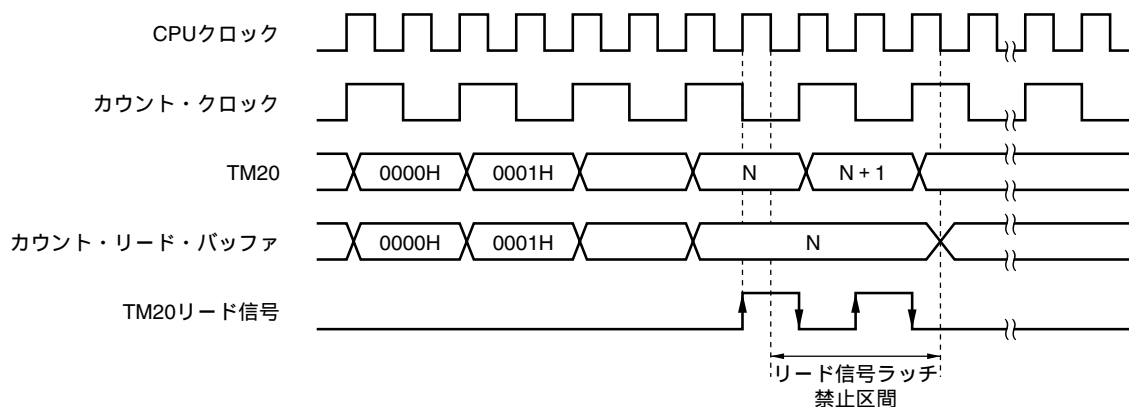 CPUクロック
カウント・クロック
TM20
0000H
0001H
N
N + 1
カウント・リード・バッファ
0000H
0001H
N
TM20リード信号
リード信号ラッチ
禁止区間